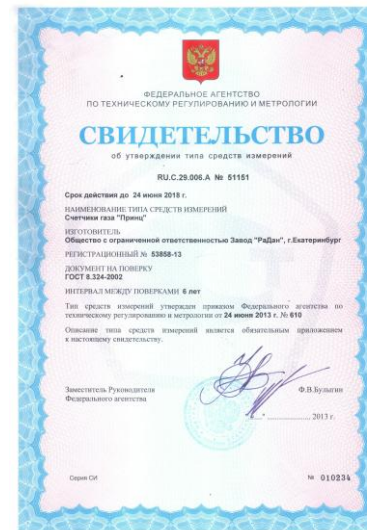 ФЕДЕРАЛЬНОЕ АГЕНТСТВО
ПО ТЕХНИЧЕСКОМУ РЕГУЛИРОВАНИЮ И МЕТРОЛОГИИ
СВИДЕТЕЛЬСТВО
об утверждении типа средств измерений
RU.C.29.006.A № 51151
Срок действия до 24 июня 2018 г.
НАИМЕНОВАНИЕ ТИПА СРЕДСТВ ИЗМЕРЕНИЙ
Счетчики газа "Принц"
ИЗГОТОВИТЕЛЬ
Общество с ограниченной ответственностью Завод "РаДан", г.Екатеринбург
РЕГИСТРАЦИОННЫЙ № 53858-13
ДОКУМЕНТ НА ПОВЕРКУ
ГОСТ 8.324-2002
ИНТЕРВАЛ МЕЖДУ ПОВЕРКАМИ 6 лет
Тип средств измерений утвержден приказом Федерального агентства по
техническому регулированию и метрологии от 24 июня 2013 г. № 610
Описание типа средств измерений является обязательным приложением
к настоящему свидетельству.
Заместитель Руководителя
Федерального агентства
Ф.В.Булыгин
2013 г.
Серия СИ
№ 010234